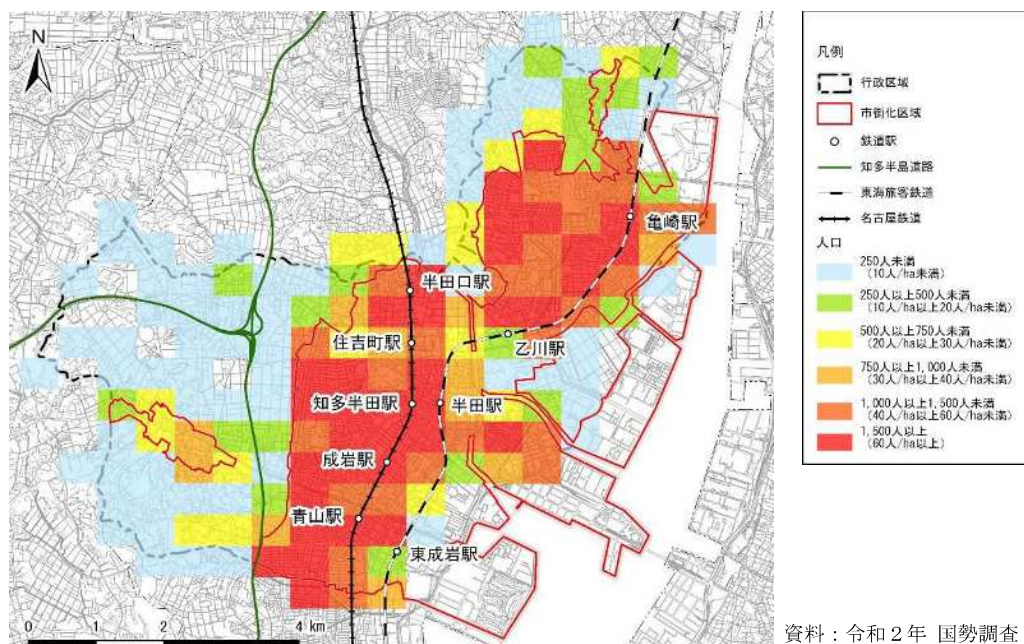 N
亀崎駅
半田口駅
住吉町駅
乙川駅
知多半田駅
半田駅
成岩駅
青山駅
東成岩駅
0 2 4 km
凡例
行政区域
市街化区域
鉄道駅
知多半島道路
東海旅客鉄道
名古屋鉄道
人口
250人未満
(10人/ha未満)
250人以上500人未満
(10人/ha以上20人/ha未満)
500人以上750人未満
(20人/ha以上30人/ha未満)
750人以上1,000人未満
(30人/ha以上40人/ha未満)
1,000人以上1,500人未満
(40人/ha以上60人/ha未満)
1,500人以上
(60人/ha以上)
資料：令和２年 国勢調査